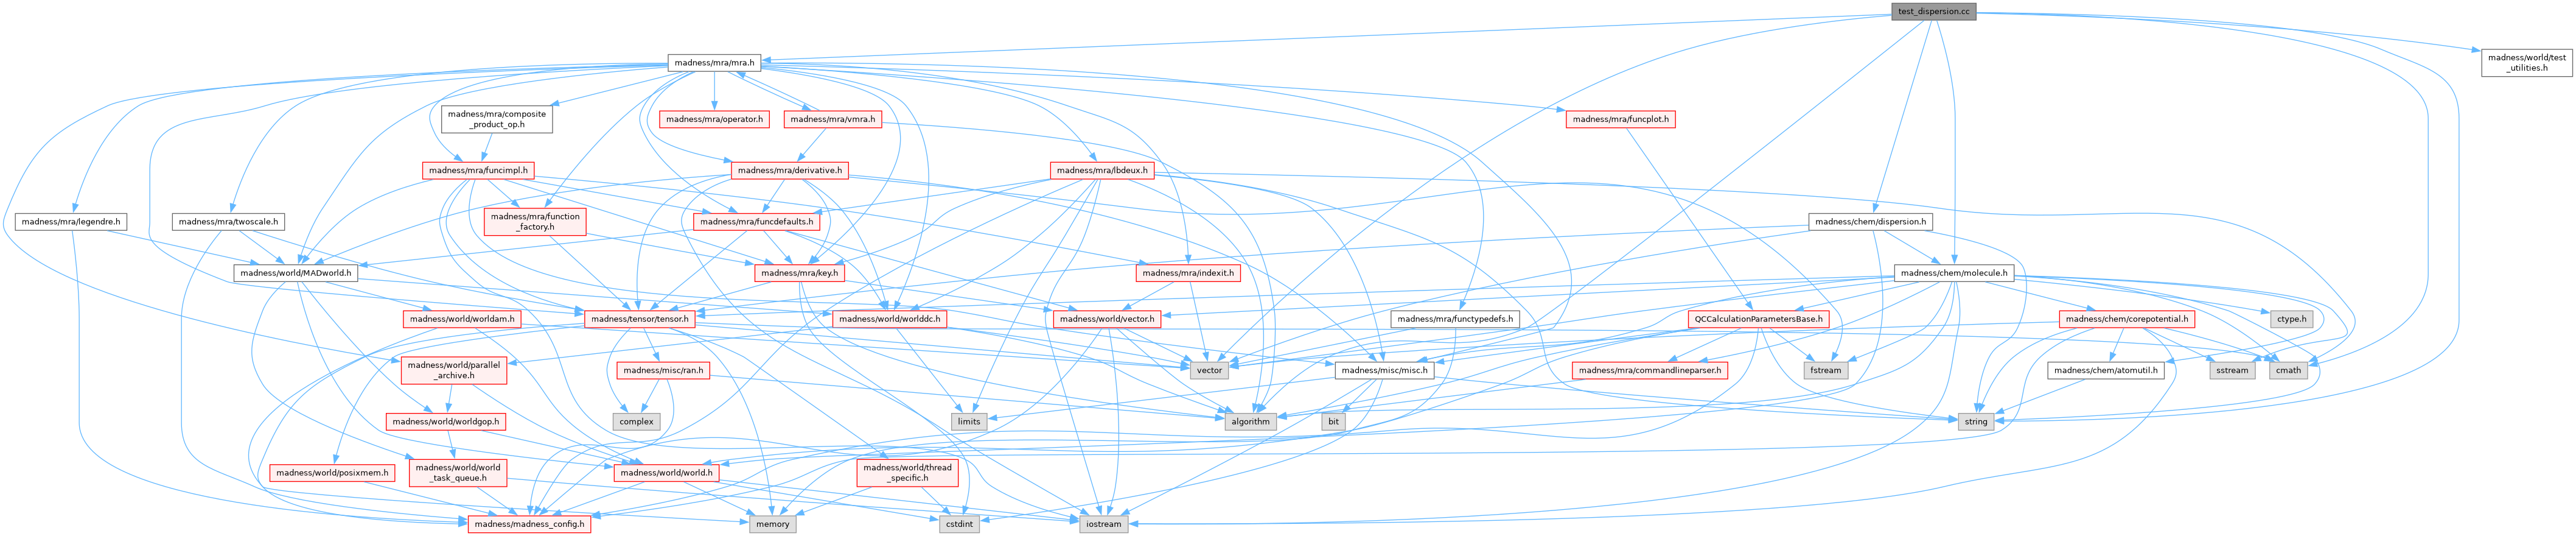 test_dispersion.cc
madness/mra/mra.h
madness/world/test
_utilities.h
madness/mra/composite
_product_op.h
madness/mra/operator.h
madness/mra/vmra.h
madness/mra/funcplot.h
madness/mra/funcimpl.h
madness/mra/derivative.h
madness/mra/lbdeux.h
madness/mra/legendre.h
madness/mra/twoscale.h
madness/mra/function
_factory.h
madness/mra/funcdefaults.h
madness/chem/dispersion.h
madness/world/MADworld.h
madness/mra/key.h
madness/mra/indexit.h
madness/chem/molecule.h
madness/world/worldam.h
madness/tensor/tensor.h
madness/world/worlddc.h
madness/world/vector.h
madness/mra/functypedefs.h
QCCalculationParametersBase.h
madness/chem/corepotential.h
ctype.h
madness/world/parallel
_archive.h
madness/misc/ran.h
vector
madness/misc/misc.h
madness/mra/commandlineparser.h
fstream
madness/chem/atomutil.h
sstream
cmath
madness/world/worldgop.h
complex
limits
algorithm
bit
string
madness/world/posixmem.h
madness/world/world
_task_queue.h
madness/world/world.h
madness/world/thread
_specific.h
madness/madness_config.h
memory
cstdint
iostream